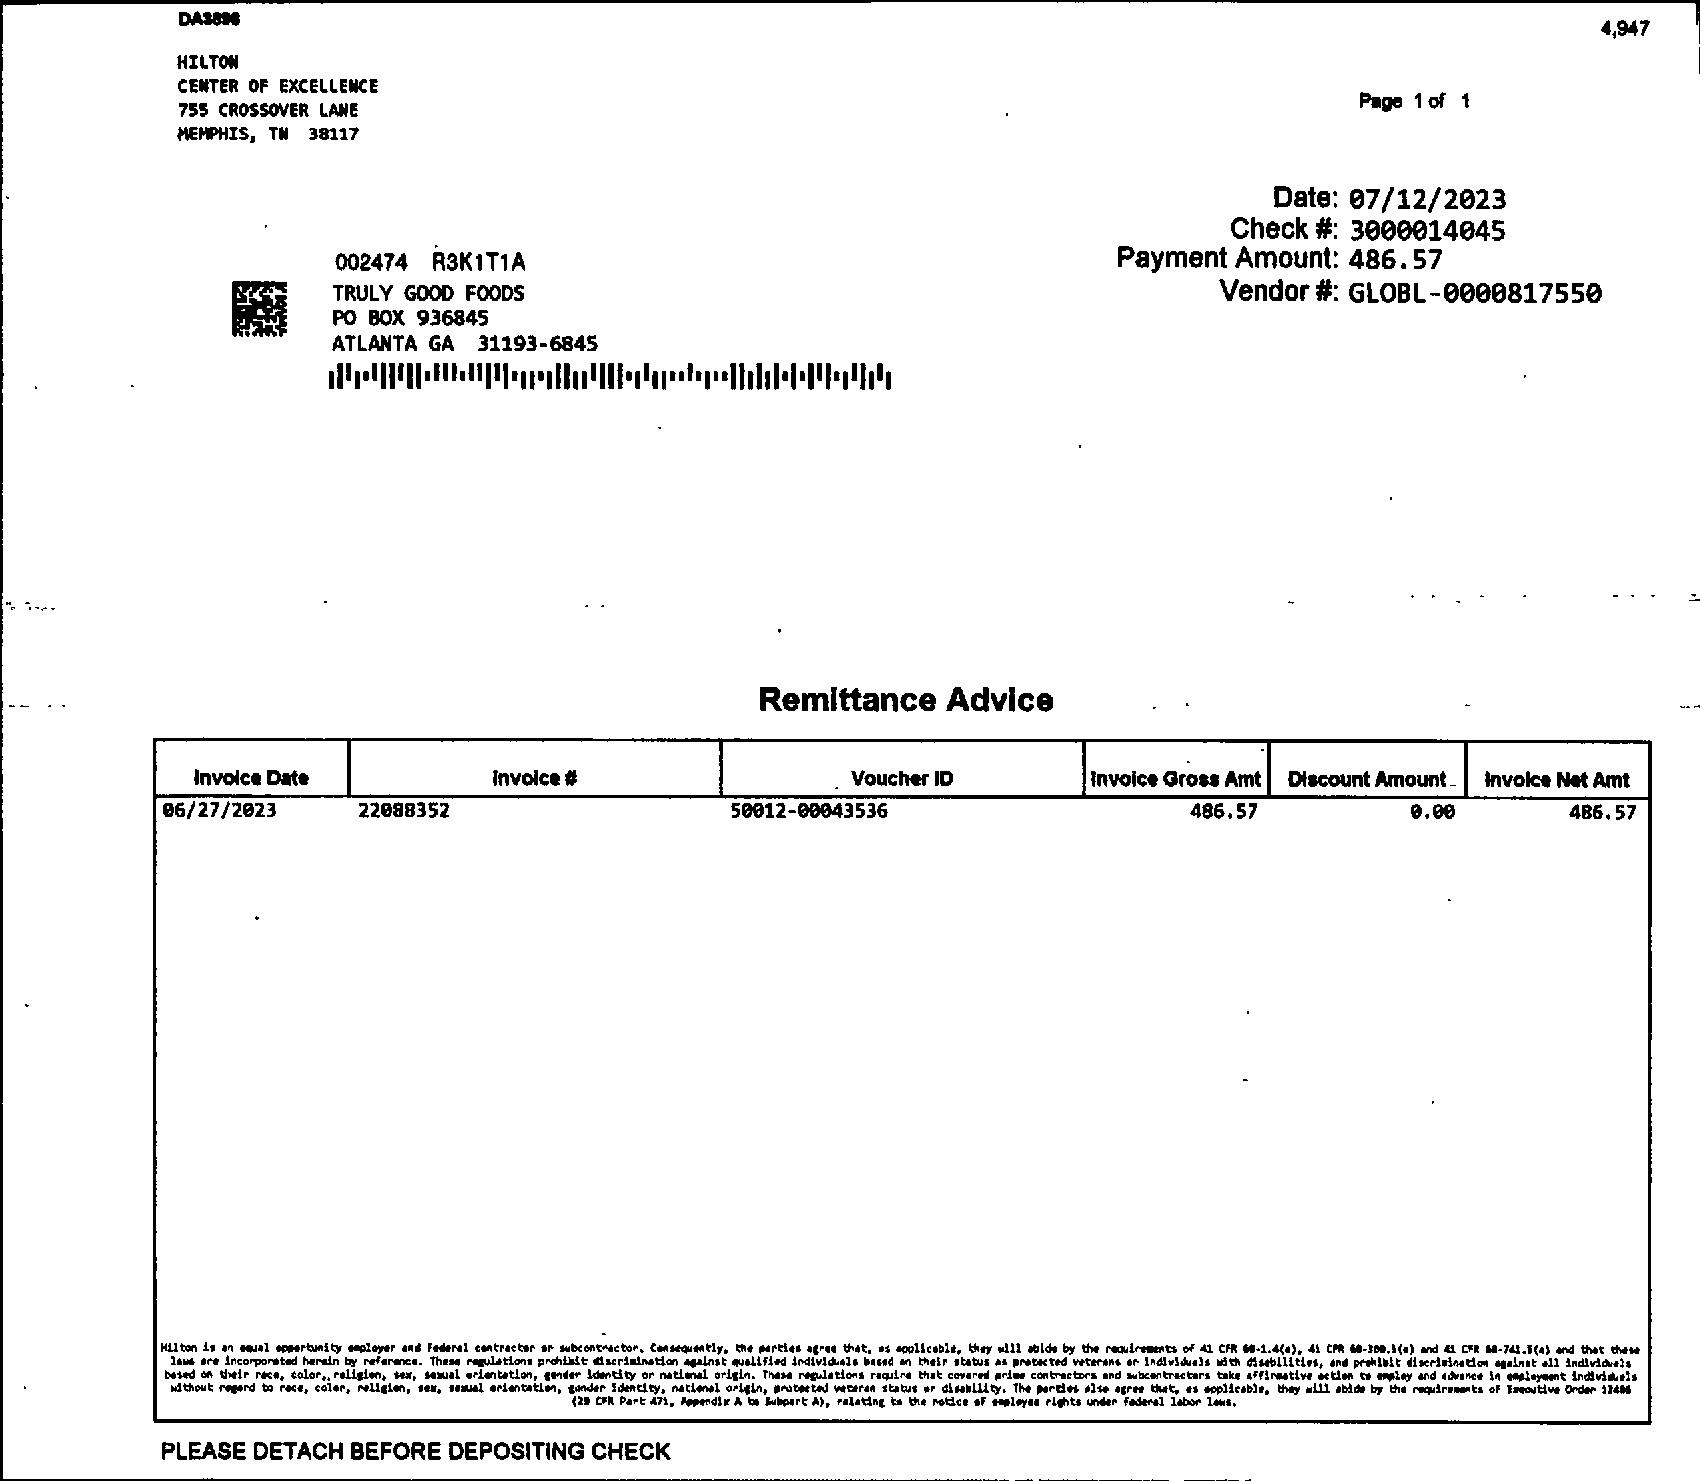 DA3896
4,947
HILTON
CENTER OF EXCELLENCE
755 CROSSOVER LANE
MEMPHIS, TN 38117
Page 1 of 1
Date: 07/12/2023
Check #: 3000014045
Payment Amount: 486.57
Vendor #: GLOBL-0000817550
002474 R3K1T1A
TRULY GOOD FOODS
PO BOX 936845
ATLANTA GA 31193-6845
Remittance Advice
Invoice Date Invoice # Voucher ID Invoice Gross Amt Discount Amount Invoice Net Amt
06/27/2023 22088352 50012-00043536 486.57 0.00 486.57
Hilton is an equal opportunity employer and Federal contractor or subcontractor. Consequently, the parties agree that, as applicable, they will abide by the requirements of 41 CFR 60-1.4(a), 41 CFR 60-300.5(a) and 41 CFR 60-741.5(a) and that these
laws are incorporated herein by reference. These regulations prohibit discrimination against qualified individuals based on their status as protected veterans or individuals with disabilities, and prohibit discrimination against all individuals
based on their race, color, religion, sex, sexual orientation, gender identity or national origin. These regulations require that covered prime contractors and subcontractors take affirmative action to employ and advance in employment individuals
without regard to race, color, religion, sex, sexual orientation, gender identity, national origin, protected veteran status or disability. The parties also agree that, as applicable, they will abide by the requirements of Executive Order 13496
(29 CFR Part 471, Appendix A to Subpart A), relating to the notice of employee rights under federal labor laws.
PLEASE DETACH BEFORE DEPOSITING CHECK